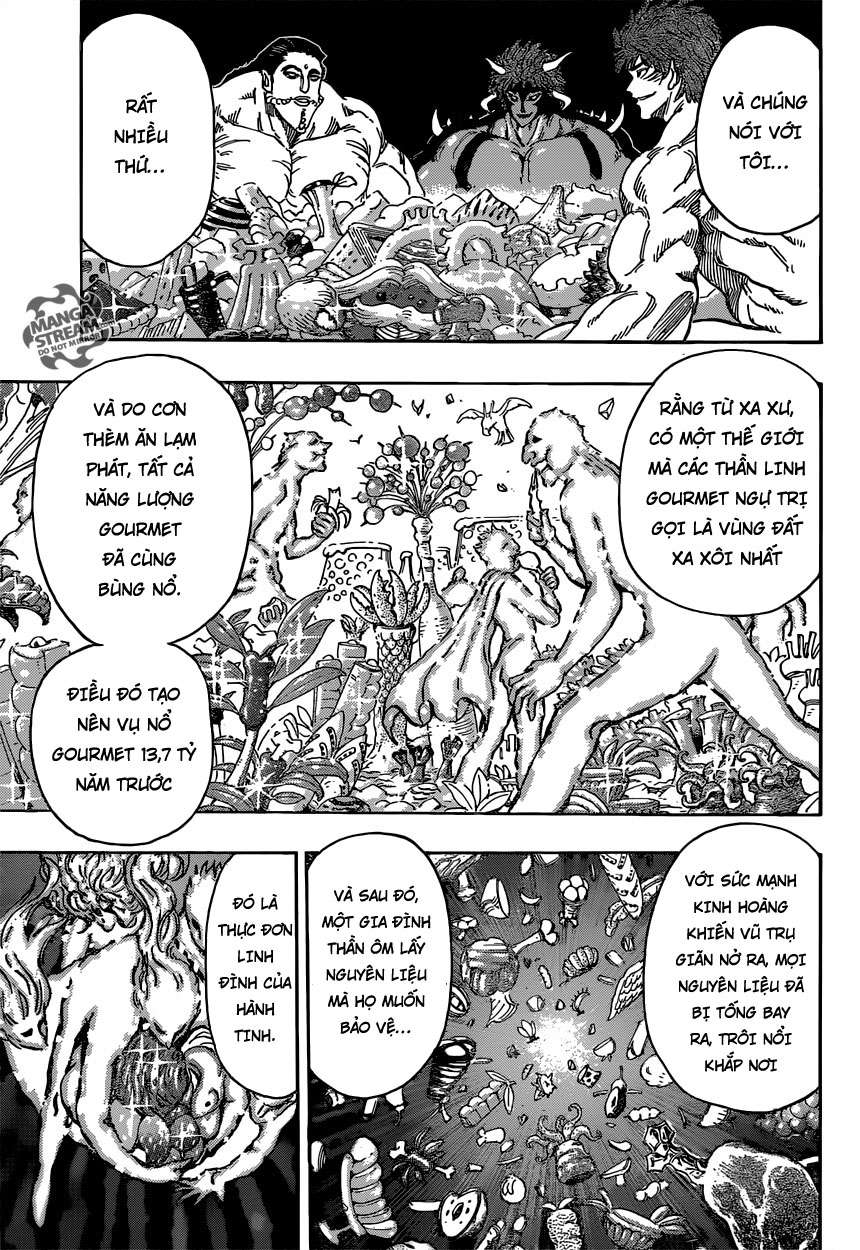 VÀ CHÚNG
NÓI VỚI
TÔI...
RẤT
NHIỀU
THỨ...
MANGA
STREAM.COM
DO NOT MIRROR
RẰNG TỪ XA XƯ,
CÓ MỘT THẾ GIỚI
MÀ CÁC THẦN LINH
GOURMET NGỰ TRỊ
GỌI LÀ VÙNG ĐẤT
XA XÔI NHẤT
VÀ DO CƠN
THÈM ĂN LẠM
PHÁT, TẤT CẢ
NĂNG LƯỢNG
GOURMET
ĐÃ CÙNG
BÙNG NỔ.
ĐIỀU ĐÓ TẠO
NÊN VỤ NỔ
GOURMET 13,7 TỶ
NĂM TRƯỚC
VỚI SỨC MẠNH
KINH HOÀNG
KHIẾN VŨ TRỤ
GIÃN NỞ RA, MỌI
NGUYÊN LIỆU ĐÃ
BỊ TỐNG BAY
RA, TRÔI NỔI
KHẮP NƠI
VÀ SAU ĐÓ,
MỘT GIA ĐÌNH
THẦN ÔM LẤY
NGUYÊN LIỆU
MÀ HỌ MUỐN
BẢO VỆ...
ĐÓ LÀ
THỰC ĐƠN
LINH
ĐÌNH CỦA
HÀNH
TINH.